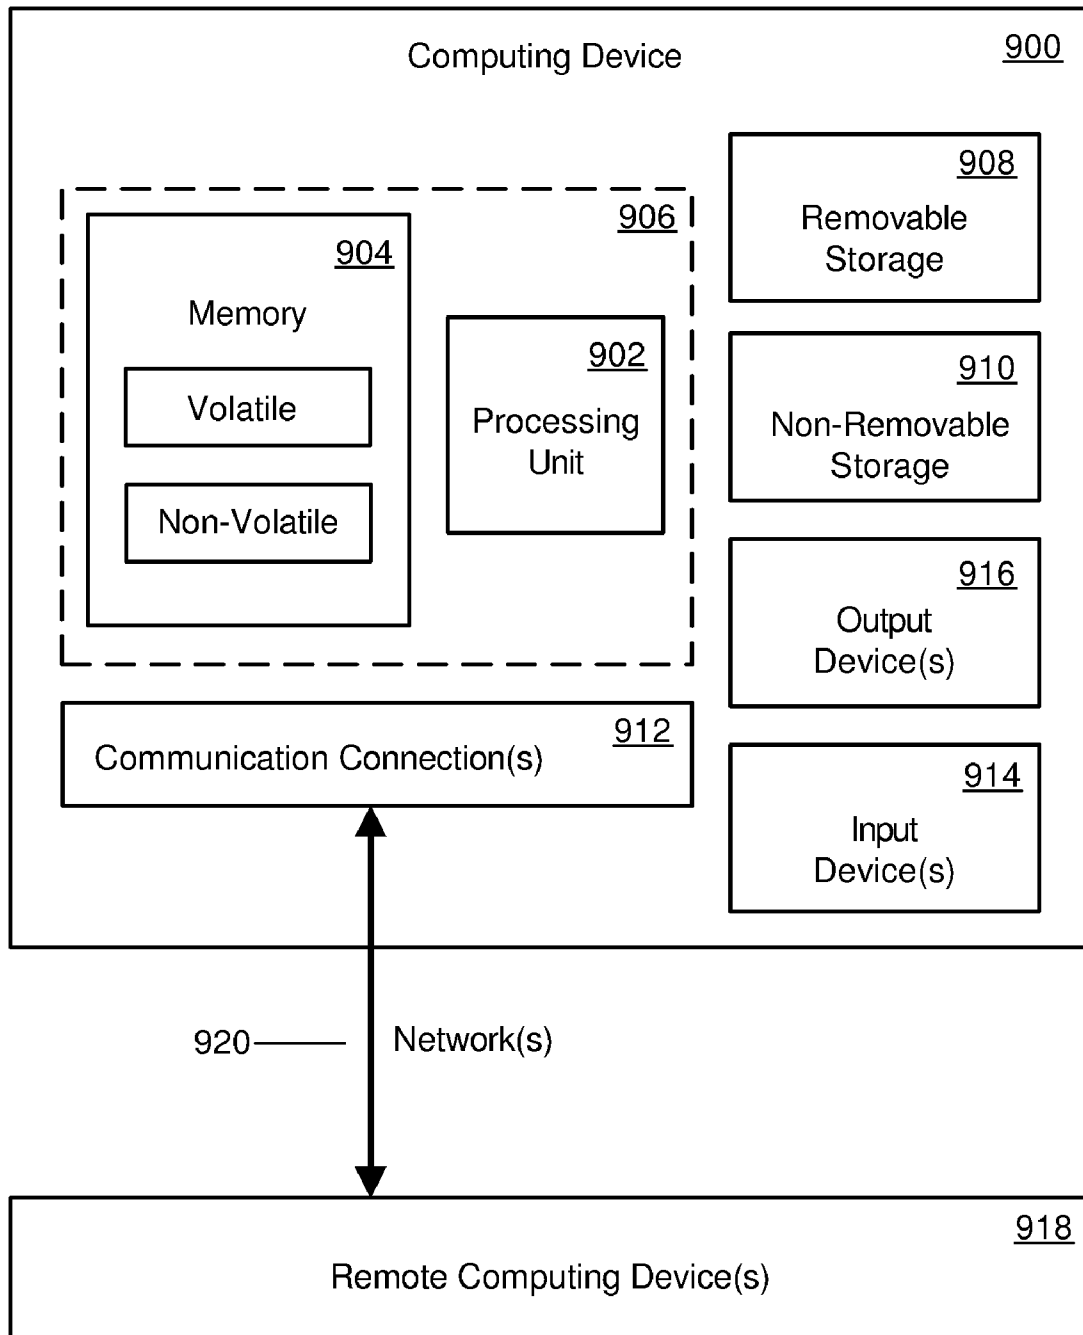 Computing Device
900
908
Removable
Storage
906
904
Memory
Volatile
Non-Volatile
902
Processing
Unit
910
Non-Removable
Storage
916
Output
Device(s)
912
Communication Connection(s)
914
Input
Device(s)
920
Network(s)
918
Remote Computing Device(s)